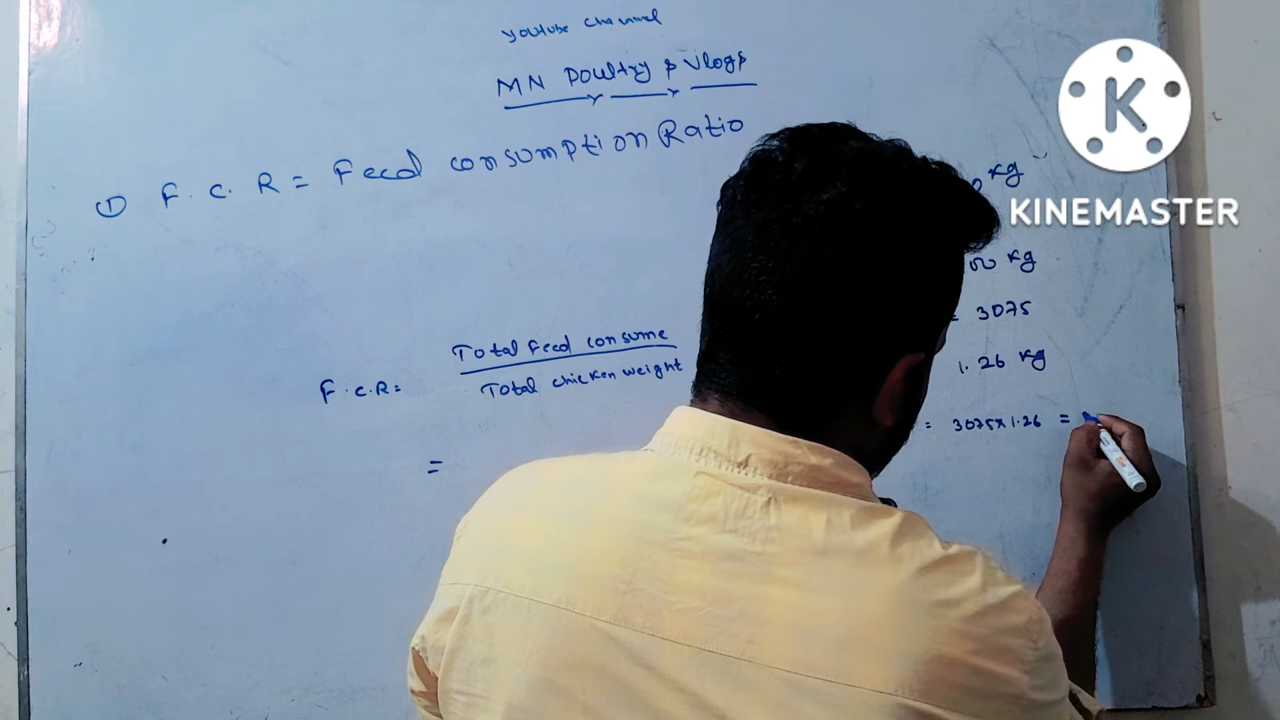 youtube channel
MN Poultry & Vlogs
① F. C. R = Feed consumption Ratio
kg
KINEMASTER
00 kg
= 3075
F.C.R = Total Feed consume
Total chicken weight
1.26 kg
= 3075x1.26 =
=